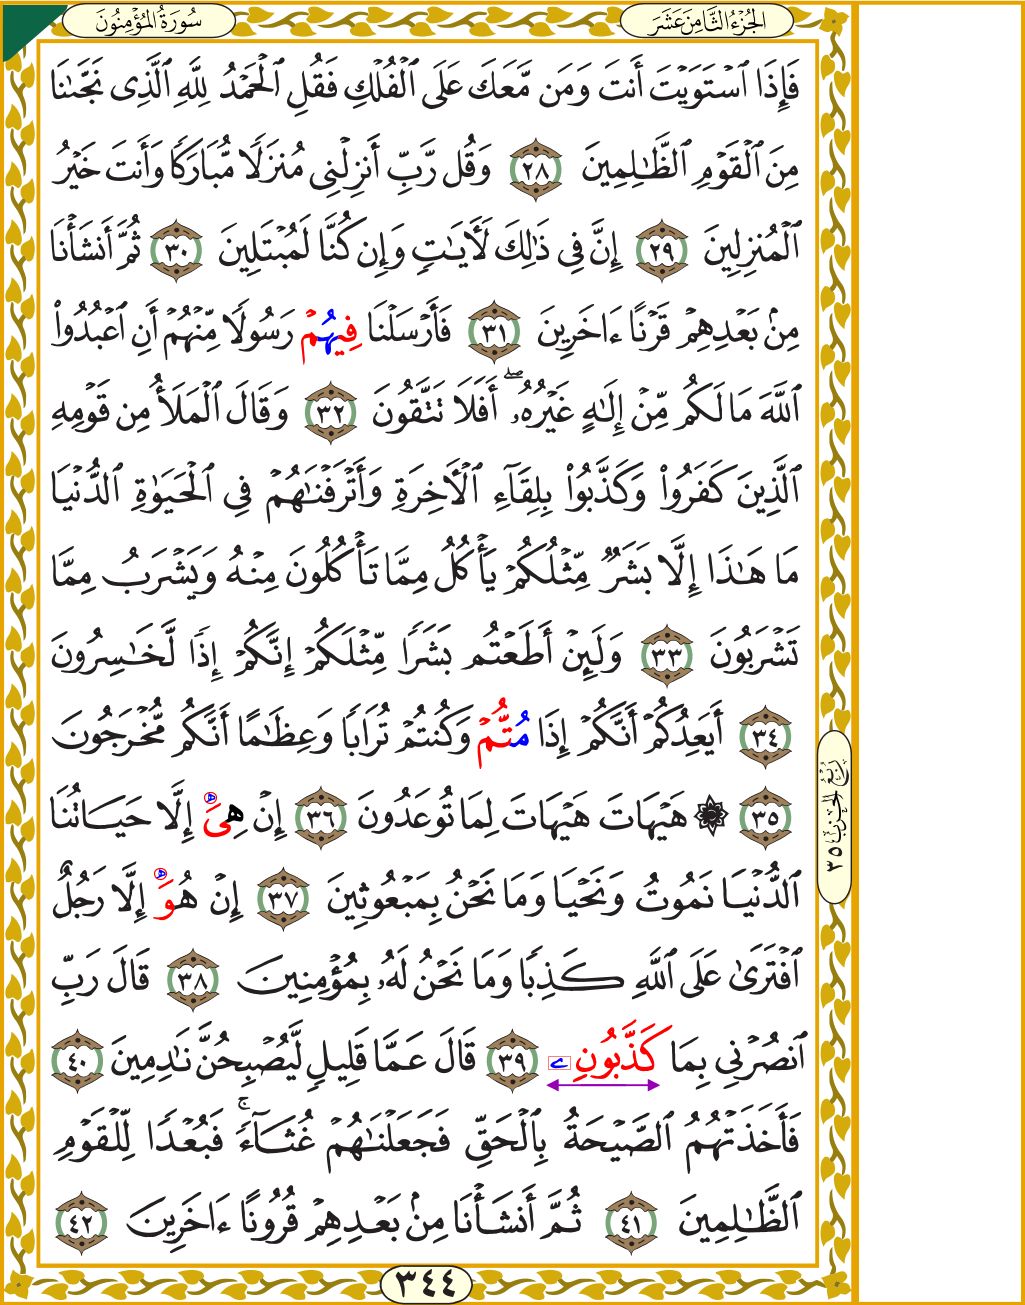 سُورَةُ المُؤْمِنُونَ
الجُزْءُ الثَّامِنَ عَشَرَ
فَإِذَا ٱسْتَوَيْتَ أَنتَ وَمَن مَّعَكَ عَلَى ٱلْفُلْكِ فَقُلِ ٱلْحَمْدُ لِلَّهِ ٱلَّذِى نَجَّىٰنَا
مِنَ ٱلْقَوْمِ ٱلظَّـٰلِمِينَ ٢٨ وَقُل رَّبِّ أَنزِلْنِى مُنزَلًا مُّبَارَكًا وَأَنتَ خَيْرُ
ٱلْمُنزِلِينَ ٢٩ إِنَّ فِى ذَٰلِكَ لَـَٔايَـٰتٍ وَإِن كُنَّا لَمُبْتَلِينَ ٣٠ ثُمَّ أَنشَأْنَا
مِنۢ بَعْدِهِمْ قَرْنًا ءَاخَرِينَ ٣١ فَأَرْسَلْنَا فِيهُمْ رَسُولًا مِّنْهُمْ أَنِ ٱعْبُدُوا۟
ٱللَّهَ مَا لَكُم مِّنْ إِلَـٰهٍ غَيْرُهُۥٓ ۖ أَفَلَا تَتَّقُونَ ٣٢ وَقَالَ ٱلْمَلَأُ مِن قَوْمِهِ
ٱلَّذِينَ كَفَرُوا۟ وَكَذَّبُوا۟ بِلِقَآءِ ٱلْـَٔاخِرَةِ وَأَتْرَفْنَـٰهُمْ فِى ٱلْحَيَوٰةِ ٱلدُّنْيَا
مَا هَـٰذَا إِلَّا بَشَرٌ مِّثْلُكُمْ يَأْكُلُ مِمَّا تَأْكُلُونَ مِنْهُ وَيَشْرَبُ مِمَّا
تَشْرَبُونَ ٣٣ وَلَئِنْ أَطَعْتُم بَشَرًا مِّثْلَكُمْ إِنَّكُمْ إِذًا لَّخَـٰسِرُونَ
٣٤ أَيَعِدُكُمْ أَنَّكُمْ إِذَا مُتُّمْ وَكُنتُمْ تُرَابًا وَعِظَـٰمًا أَنَّكُم مُّخْرَجُونَ
٣٥ ۞ هَيْهَاتَ هَيْهَاتَ لِمَا تُوعَدُونَ ٣٦ إِنْ هِىَ إِلَّا حَيَاتُنَا
ٱلدُّنْيَا نَمُوتُ وَنَحْيَا وَمَا نَحْنُ بِمَبْعُوثِينَ ٣٧ إِنْ هُوَ إِلَّا رَجُلٌ
ٱفْتَرَىٰ عَلَى ٱللَّهِ كَذِبًا وَمَا نَحْنُ لَهُۥ بِمُؤْمِنِينَ ٣٨ قَالَ رَبِّ
ٱنصُرْنِى بِمَا كَذَّبُونِۦ ٣٩ قَالَ عَمَّا قَلِيلٍ لَّيُصْبِحُنَّ نَـٰدِمِينَ ٤٠
فَأَخَذَتْهُمُ ٱلصَّيْحَةُ بِٱلْحَقِّ فَجَعَلْنَـٰهُمْ غُثَآءً ۚ فَبُعْدًا لِّلْقَوْمِ
ٱلظَّـٰلِمِينَ ٤١ ثُمَّ أَنشَأْنَا مِنۢ بَعْدِهِمْ قُرُونًا ءَاخَرِينَ ٤٢
رُبْعُ الحِزْبِ ٣٥
٣٤٤